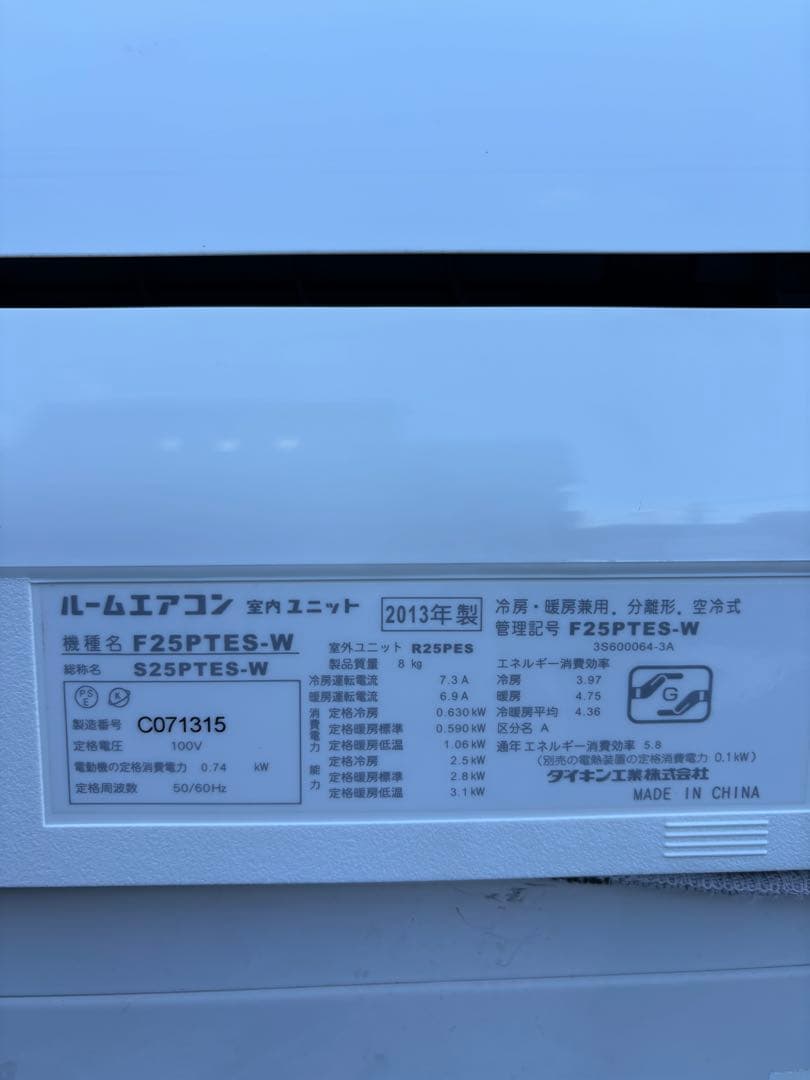 ルームエアコン 室内ユニット 2013年製 冷房・暖房兼用．分離形．空冷式
機種名 F25PTES-W
総称名 S25PTES-W
PSE K
製造番号 C071315
定格電圧 100V
電動機の定格消費電力 0.74 kW
定格周波数 50/60Hz
室外ユニット R25PES
製品質量 8 kg
冷房運転電流 7.3 A
暖房運転電流 6.9 A
消費電力
定格冷房 0.630 kW
定格暖房標準 0.590 kW
定格暖房低温 1.06 kW
能力
定格冷房 2.5 kW
定格暖房標準 2.8 kW
定格暖房低温 3.1 kW
管理記号 F25PTES-W
3S600064-3A
エネルギー消費効率
冷房 3.97
暖房 4.75
冷暖房平均 4.36
区分名 A
通年エネルギー消費効率 5.8
（別売の電熱装置の定格消費電力 0.1kW）
G
ダイキン工業株式会社
MADE IN CHINA